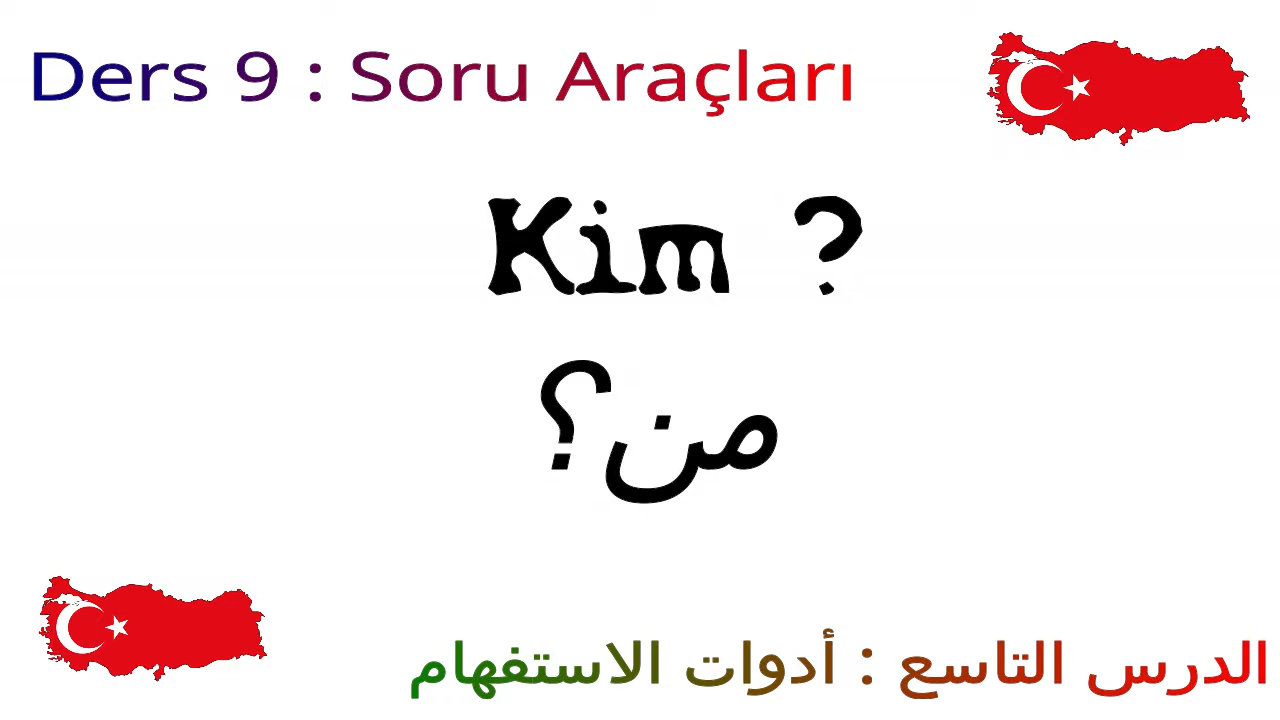 Ders 9 : Soru Araçları
Kim ?
من؟
الدرس التاسع : أدوات الاستفهام